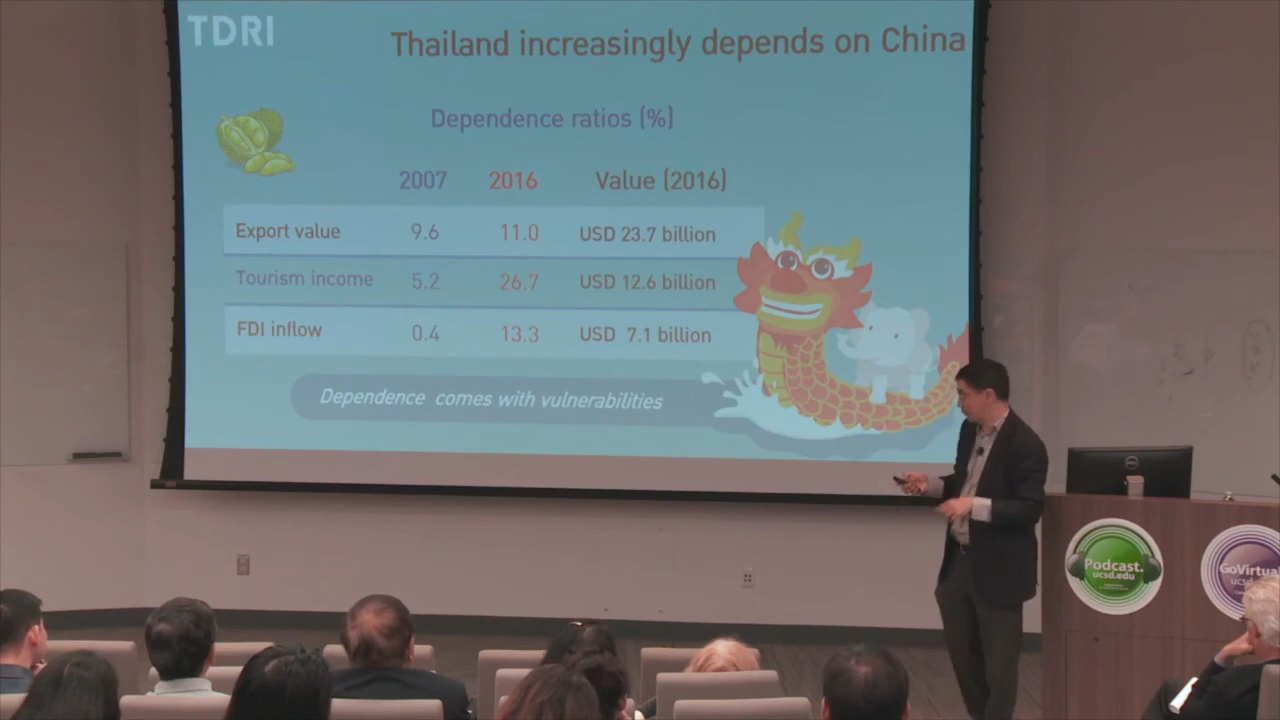 TDRI
Thailand increasingly depends on China
Dependence ratios (%)
2007 2016 Value (2016)
Export value 9.6 11.0 USD 23.7 billion
Tourism income 5.2 26.7 USD 12.6 billion
FDI inflow 0.4 13.3 USD 7.1 billion
Dependence comes with vulnerabilities
DELL
Podcast.
ucsd.edu
GoVirtual
ucsd